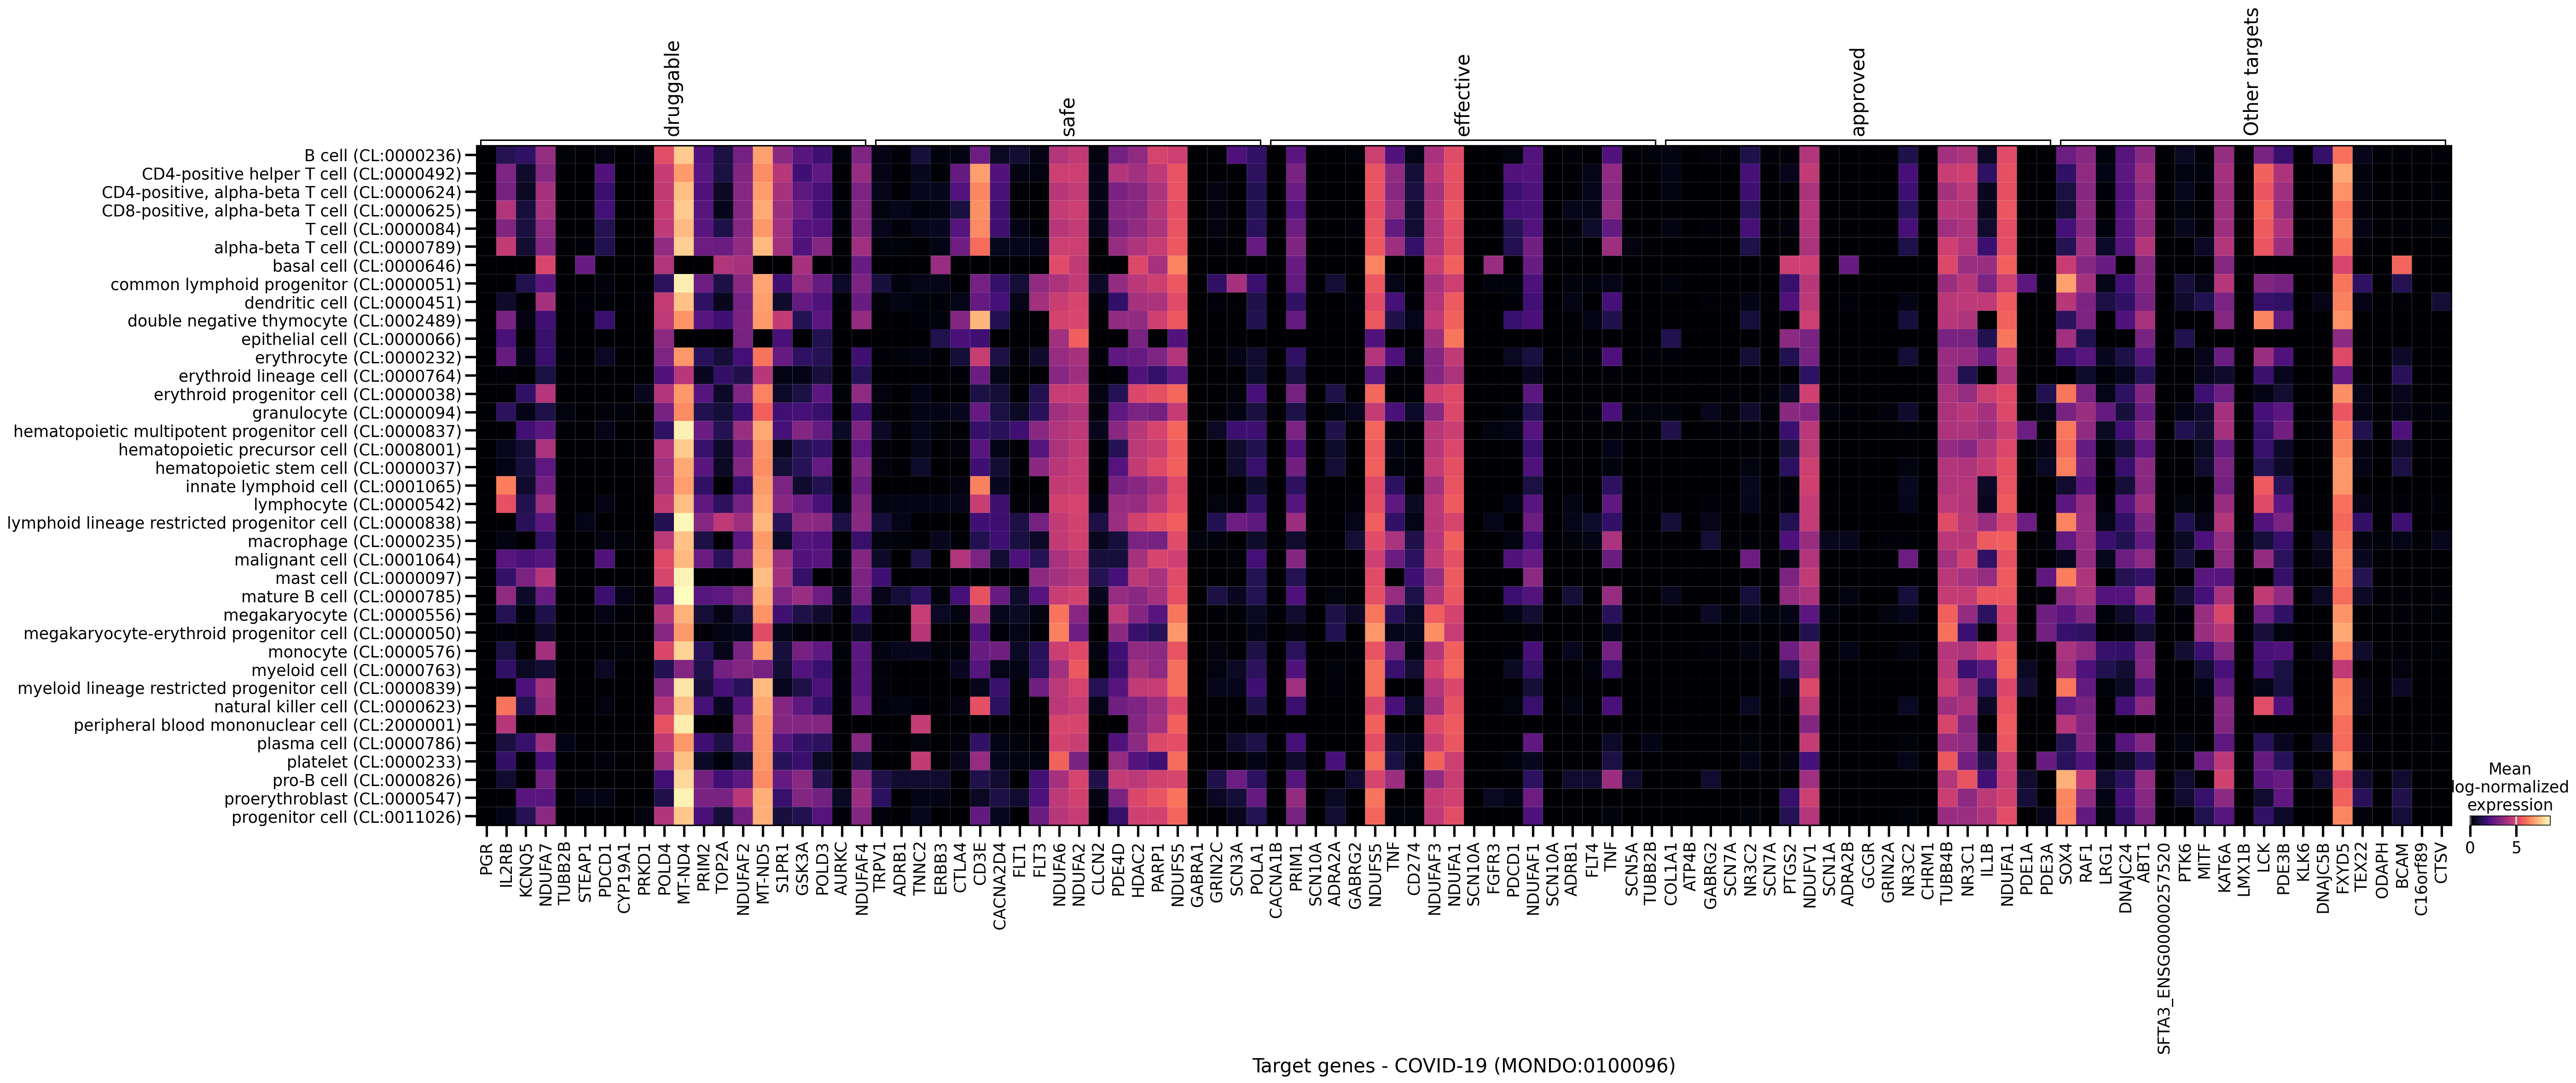 druggable
safe
effective
approved
Other targets
B cell (CL:0000236)
CD4-positive helper T cell (CL:0000492)
CD4-positive, alpha-beta T cell (CL:0000624)
CD8-positive, alpha-beta T cell (CL:0000625)
T cell (CL:0000084)
alpha-beta T cell (CL:0000789)
basal cell (CL:0000646)
common lymphoid progenitor (CL:0000051)
dendritic cell (CL:0000451)
double negative thymocyte (CL:0002489)
epithelial cell (CL:0000066)
erythrocyte (CL:0000232)
erythroid lineage cell (CL:0000764)
erythroid progenitor cell (CL:0000038)
granulocyte (CL:0000094)
hematopoietic multipotent progenitor cell (CL:0000837)
hematopoietic precursor cell (CL:0008001)
hematopoietic stem cell (CL:0000037)
innate lymphoid cell (CL:0001065)
lymphocyte (CL:0000542)
lymphoid lineage restricted progenitor cell (CL:0000838)
macrophage (CL:0000235)
malignant cell (CL:0001064)
mast cell (CL:0000097)
mature B cell (CL:0000785)
megakaryocyte (CL:0000556)
megakaryocyte-erythroid progenitor cell (CL:0000050)
monocyte (CL:0000576)
myeloid cell (CL:0000763)
myeloid lineage restricted progenitor cell (CL:0000839)
natural killer cell (CL:0000623)
peripheral blood mononuclear cell (CL:2000001)
plasma cell (CL:0000786)
platelet (CL:0000233)
pro-B cell (CL:0000826)
proerythroblast (CL:0000547)
progenitor cell (CL:0011026)
PGR
IL2RB
KCNQ5
NDUFA7
TUBB2B
STEAP1
PDCD1
CYP19A1
PRKD1
POLD4
MT-ND4
PRIM2
TOP2A
NDUFAF2
MT-ND5
S1PR1
GSK3A
POLD3
AURKC
NDUFAF4
TRPV1
ADRB1
TNNC2
ERBB3
CTLA4
CD3E
CACNA2D4
FLT1
FLT3
NDUFA6
NDUFA2
CLCN2
PDE4D
HDAC2
PARP1
NDUFS5
GABRA1
GRIN2C
SCN3A
POLA1
CACNA1B
PRIM1
SCN10A
ADRA2A
GABRG2
NDUFS5
TNF
CD274
NDUFAF3
NDUFA1
SCN10A
FGFR3
PDCD1
NDUFAF1
SCN10A
ADRB1
FLT4
TNF
SCN5A
TUBB2B
COL1A1
ATP4B
GABRG2
SCN7A
NR3C2
SCN7A
PTGS2
NDUFV1
SCN1A
ADRA2B
GCGR
GRIN2A
NR3C2
CHRM1
TUBB4B
NR3C1
IL1B
NDUFA1
PDE1A
PDE3A
SOX4
RAF1
LRG1
DNAJC24
ABT1
SFTA3_ENSG00000257520
PTK6
MITF
KAT6A
LMX1B
LCK
PDE3B
KLK6
DNAJC5B
FXYD5
TEX22
ODAPH
BCAM
C16orf89
CTSV
Mean
log-normalized
expression
0 5
Target genes - COVID-19 (MONDO:0100096)